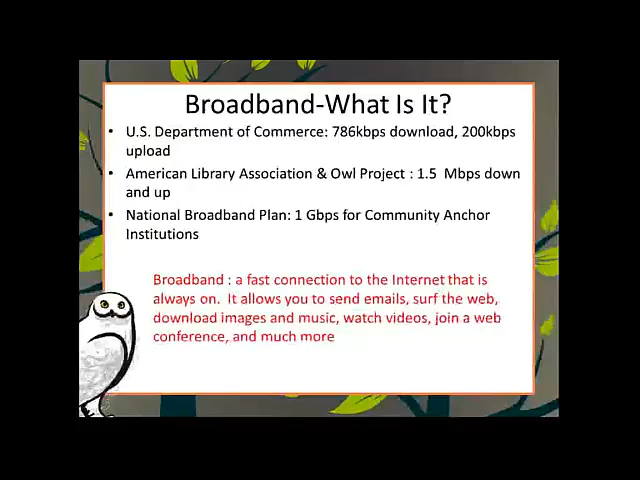 Broadband-What Is It?
• U.S. Department of Commerce: 786kbps download, 200kbps
upload
• American Library Association & Owl Project : 1.5 Mbps down
and up
• National Broadband Plan: 1 Gbps for Community Anchor
Institutions
Broadband : a fast connection to the Internet that is
always on. It allows you to send emails, surf the web,
download images and music, watch videos, join a web
conference, and much more